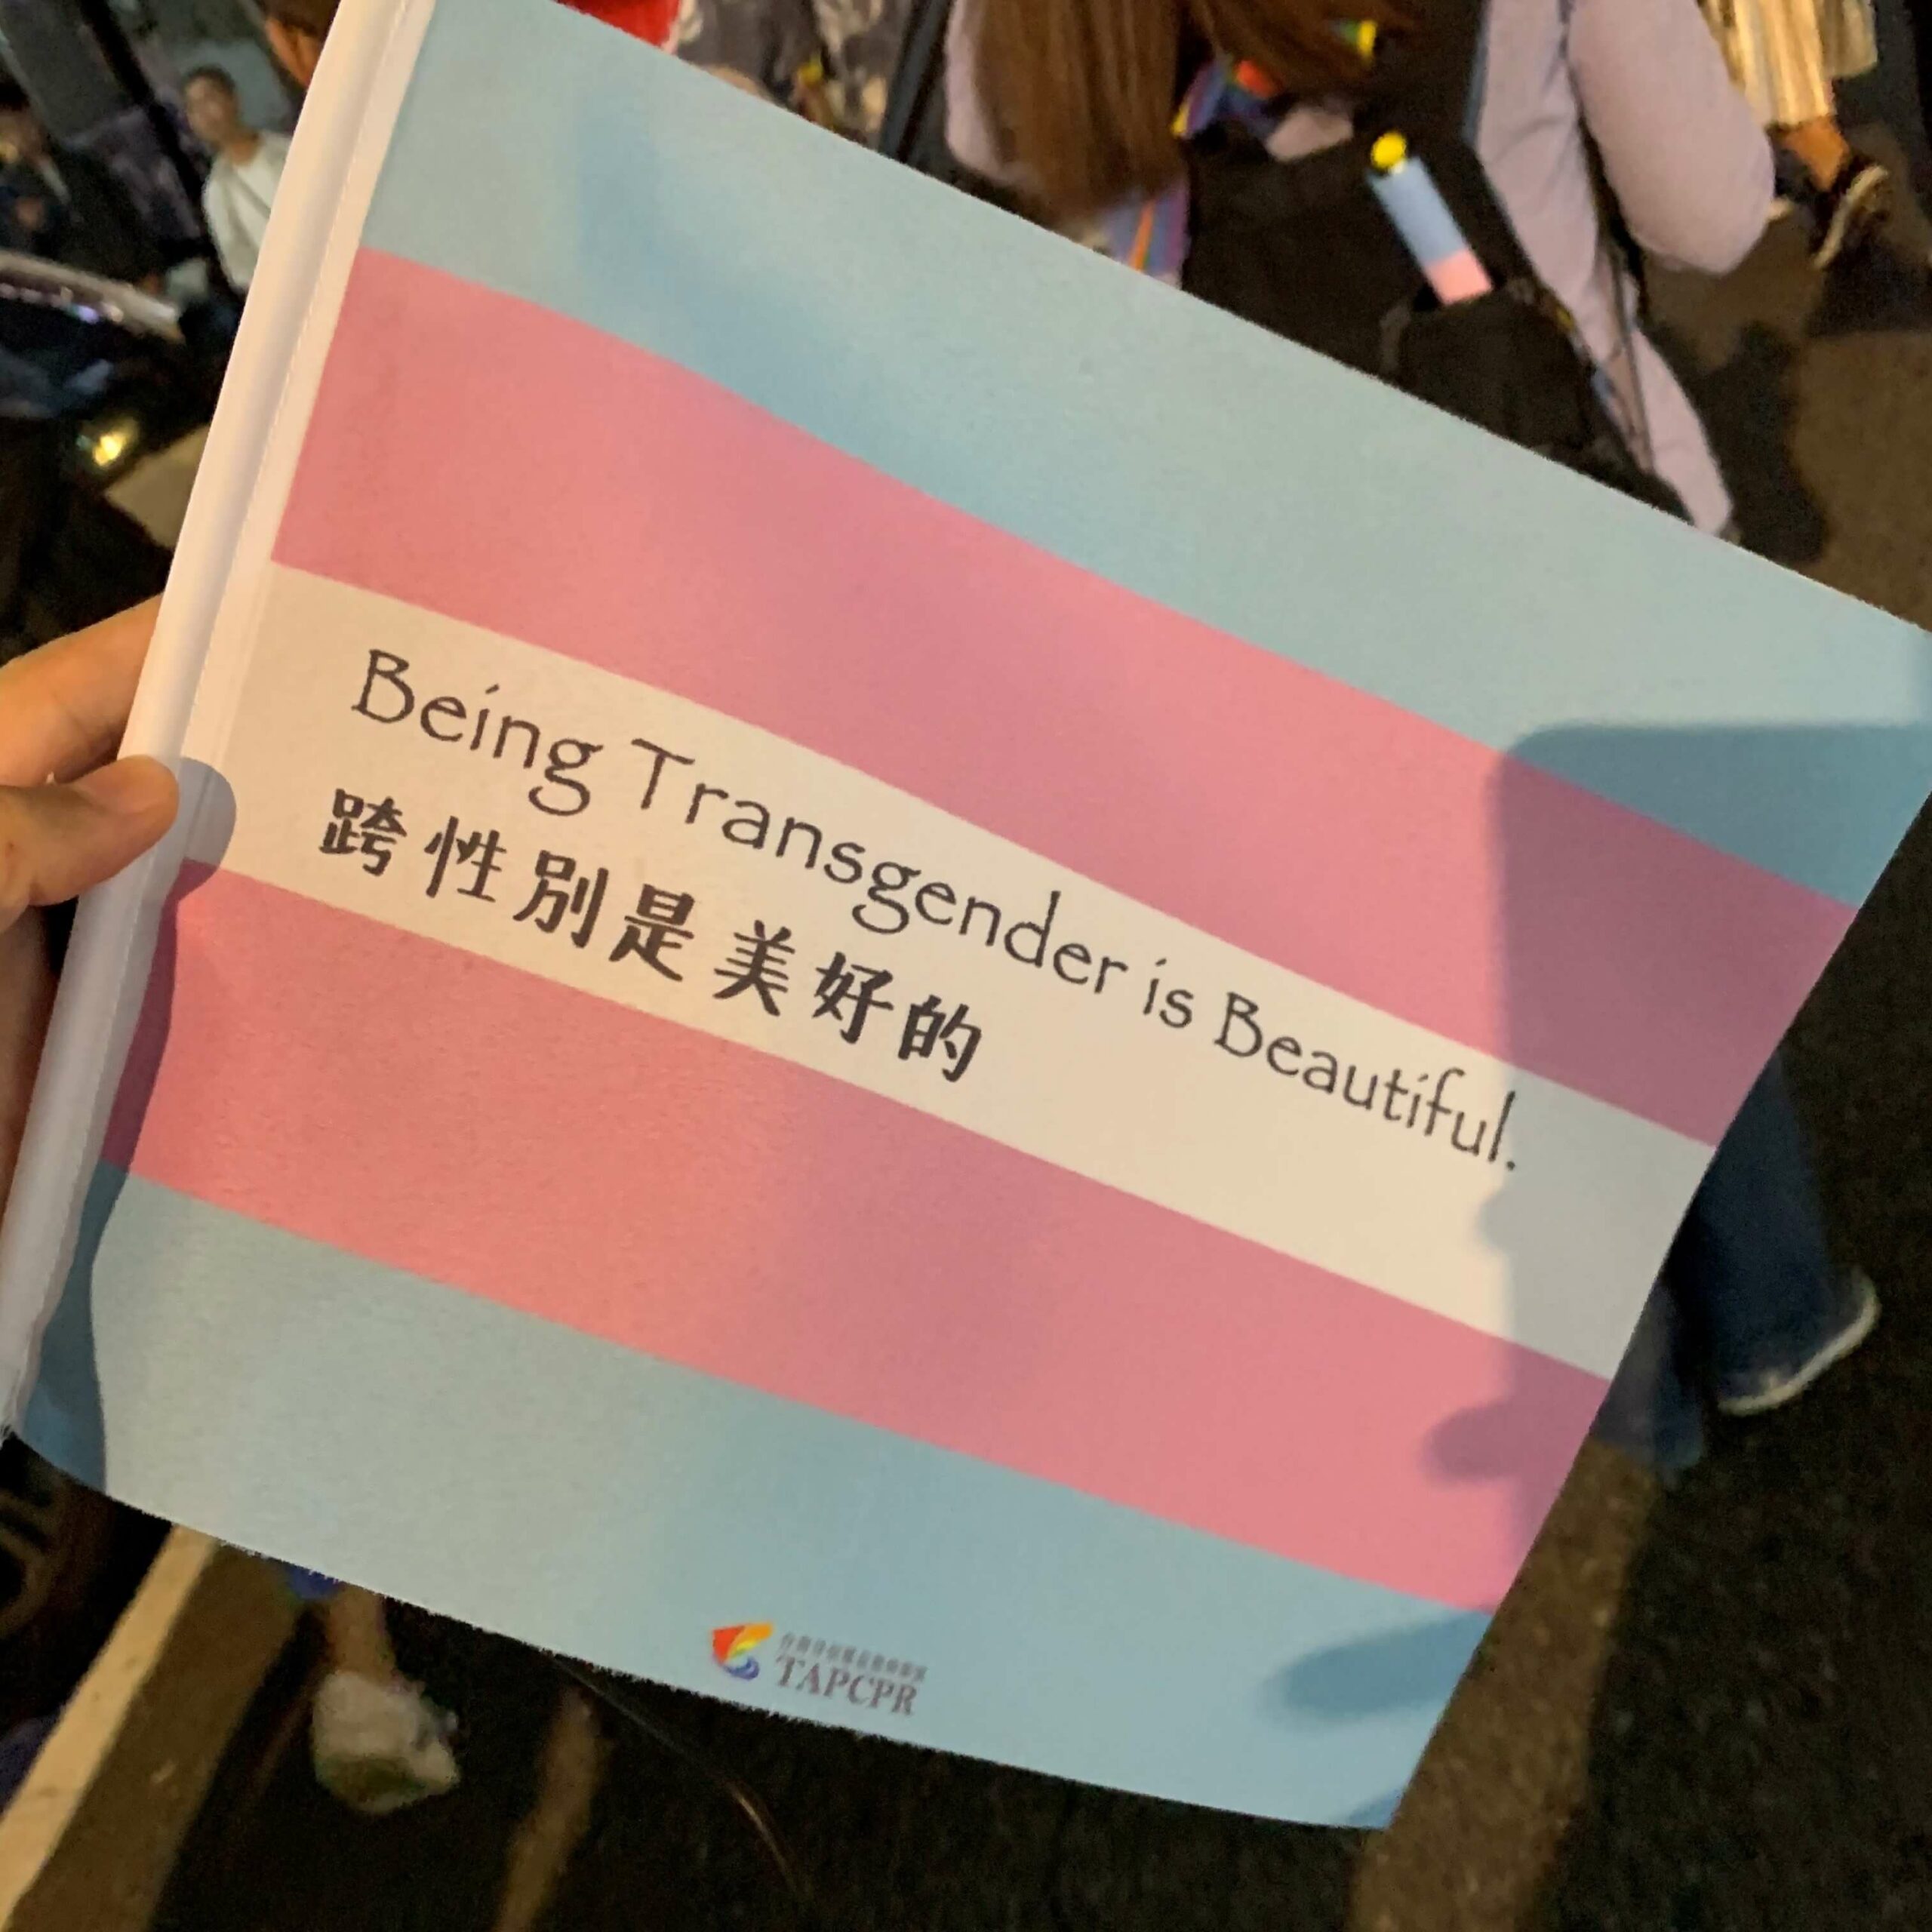 Being Transgender is Beautiful.
跨性別是美好的
TAPCPR